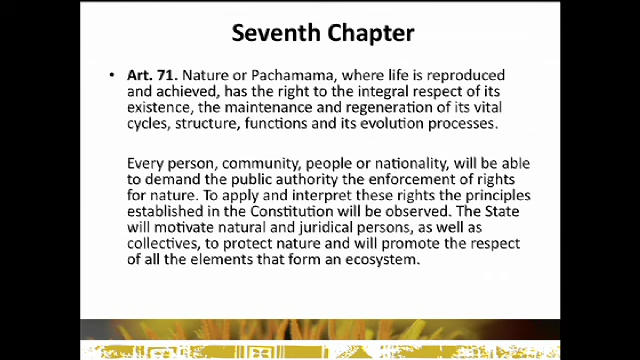 Seventh Chapter
• Art. 71. Nature or Pachamama, where life is reproduced
and achieved, has the right to the integral respect of its
existence, the maintenance and regeneration of its vital
cycles, structure, functions and its evolution processes.
Every person, community, people or nationality, will be able
to demand the public authority the enforcement of rights
for nature. To apply and interpret these rights the principles
established in the Constitution will be observed. The State
will motivate natural and juridical persons, as well as
collectives, to protect nature and will promote the respect
of all the elements that form an ecosystem.